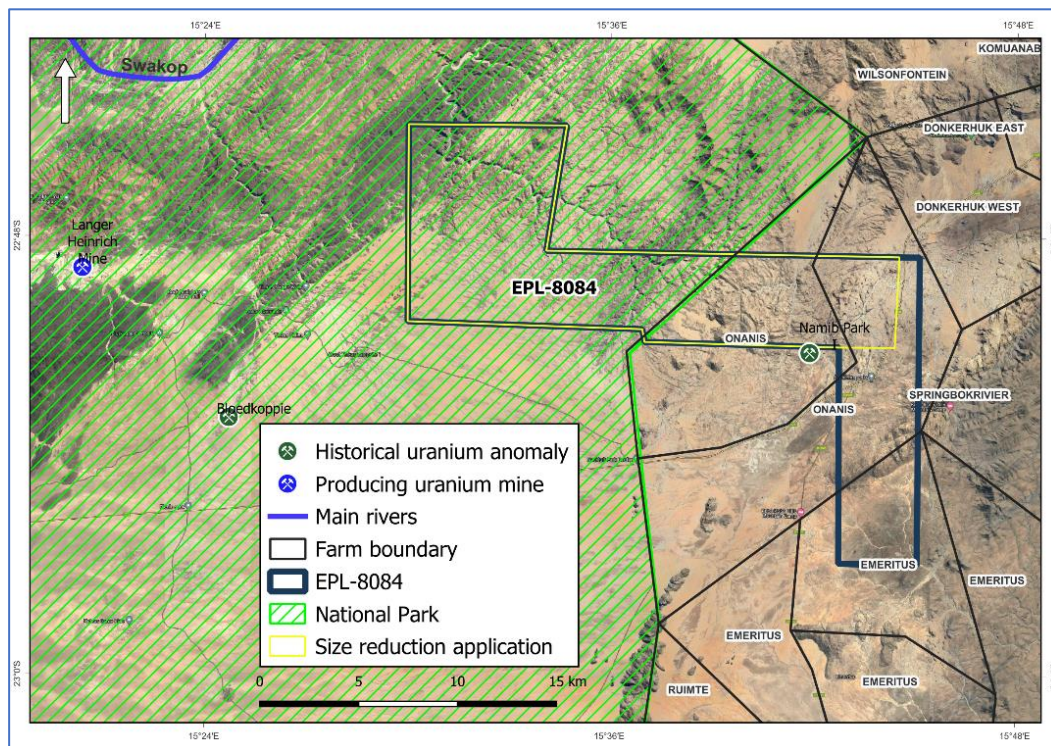 15°24'E
15°36'E
15°48'E
Swakop
KOMUANAB
WILSONFONTEIN
DONKERHUK EAST
DONKERHUK WEST
22°48'S
Langer
Heinrich
Mine
EPL-8084
ONANIS
Namib Park
Bloedkoppie
ONANIS
SPRINGBOKRIVIER
Historical uranium anomaly
Producing uranium mine
Main rivers
Farm boundary
EPL-8084
National Park
Size reduction application
EMERITUS
EMERITUS
EMERITUS
EMERITUS
RUIMTE
23°0'S
0 5 10 15 km
15°24'E
15°36'E
15°48'E